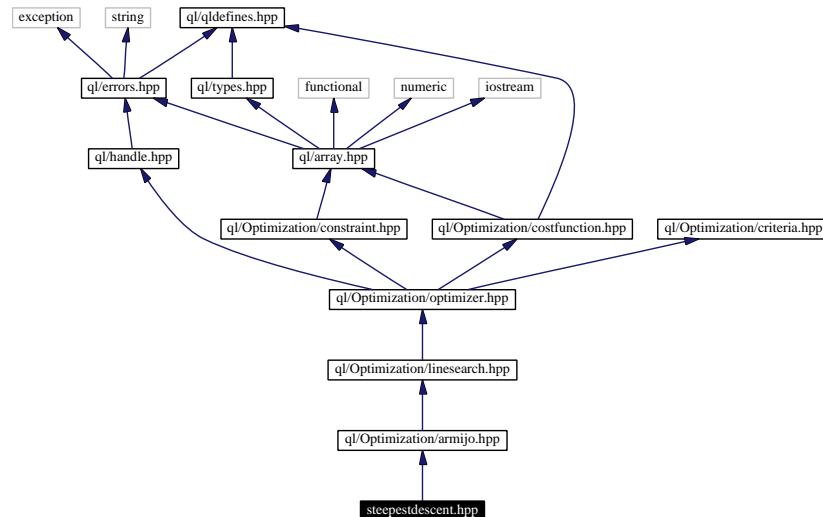 exception
string
ql/qldefines.hpp
ql/errors.hpp
ql/types.hpp
functional
numeric
iostream
ql/handle.hpp
ql/array.hpp
ql/Optimization/constraint.hpp
ql/Optimization/costfunction.hpp
ql/Optimization/criteria.hpp
ql/Optimization/optimizer.hpp
ql/Optimization/linesearch.hpp
ql/Optimization/armijo.hpp
steepestdescent.hpp